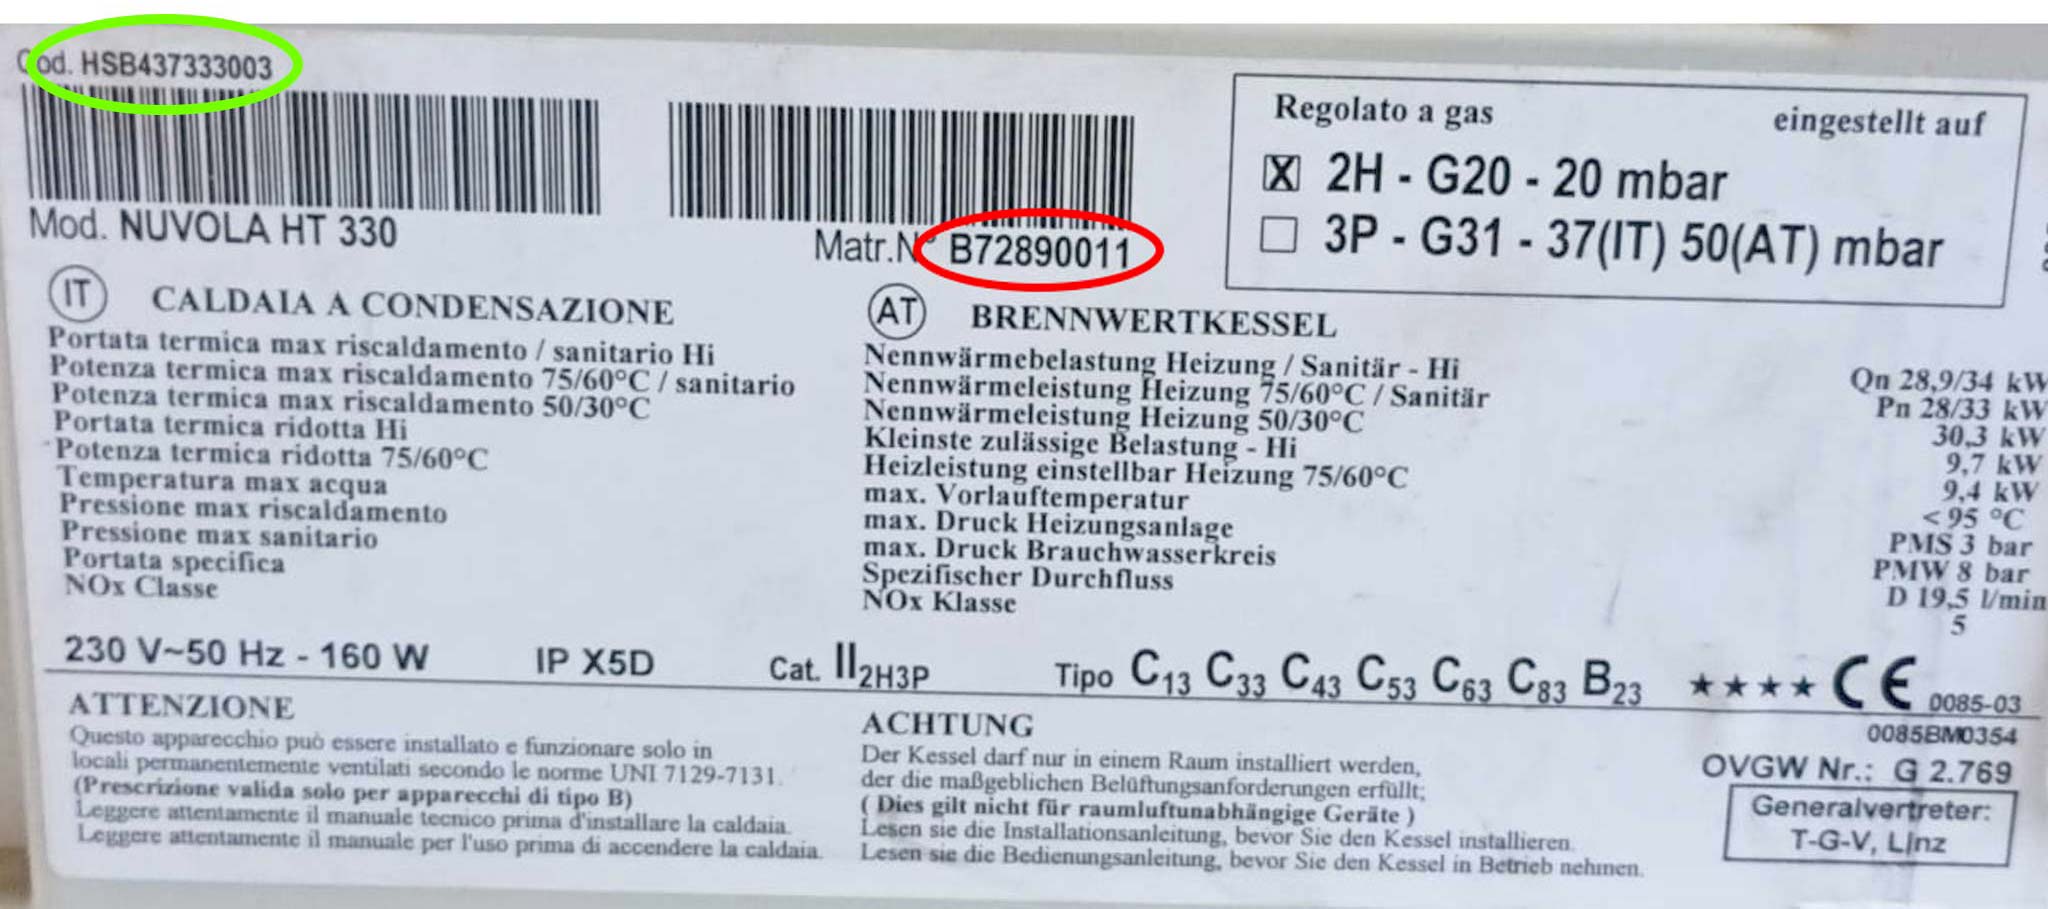 Cod. HSB437333003
Mod. NUVOLA HT 330
Matr.N° B72890011
Regolato a gas eingestellt auf
X 2H - G20 - 20 mbar
3P - G31 - 37(IT) 50(AT) mbar
IT CALDAIA A CONDENSAZIONE
Portata termica max riscaldamento / sanitario Hi
Potenza termica max riscaldamento 75/60°C / sanitario
Potenza termica max riscaldamento 50/30°C
Portata termica ridotta Hi
Potenza termica ridotta 75/60°C
Temperatura max acqua
Pressione max riscaldamento
Pressione max sanitario
Portata specifica
NOx Classe
AT BRENNWERTKESSEL
Nennwärmebelastung Heizung / Sanitär - Hi
Nennwärmeleistung Heizung 75/60°C / Sanitär
Nennwärmeleistung Heizung 50/30°C
Kleinste zulässige Belastung - Hi
Heizleistung einstellbar Heizung 75/60°C
max. Vorlauftemperatur
max. Druck Heizungsanlage
max. Druck Brauchwasserkreis
Spezifischer Durchfluss
NOx Klasse
Qn 28,9/34 kW
Pn 28/33 kW
30,3 kW
9,7 kW
9,4 kW
< 95 °C
PMS 3 bar
PMW 8 bar
D 19,5 l/min
5
230 V~50 Hz - 160 W IP X5D Cat. II2H3P Tipo C13 C33 C43 C53 C63 C83 B23 ★★★★ CE 0085-03
0085BM0354
OVGW Nr.: G 2.769
Generalvertreter:
T-G-V, Linz
ATTENZIONE
Questo apparecchio può essere installato e funzionare solo in
locali permanentemente ventilati secondo le norme UNI 7129-7131.
(Prescrizione valida solo per apparecchi di tipo B)
Leggere attentamente il manuale tecnico prima d'installare la caldaia.
Leggere attentamente il manuale per l'uso prima di accendere la caldaia.
ACHTUNG
Der Kessel darf nur in einem Raum installiert werden,
der die maßgeblichen Belüftungsanforderungen erfüllt;
( Dies gilt nicht für raumluftunabhängige Geräte )
Lesen sie die Installationsanleitung, bevor Sie den Kessel installieren.
Lesen sie die Bedienungsanleitung, bevor Sie den Kessel in Betrieb nehmen.